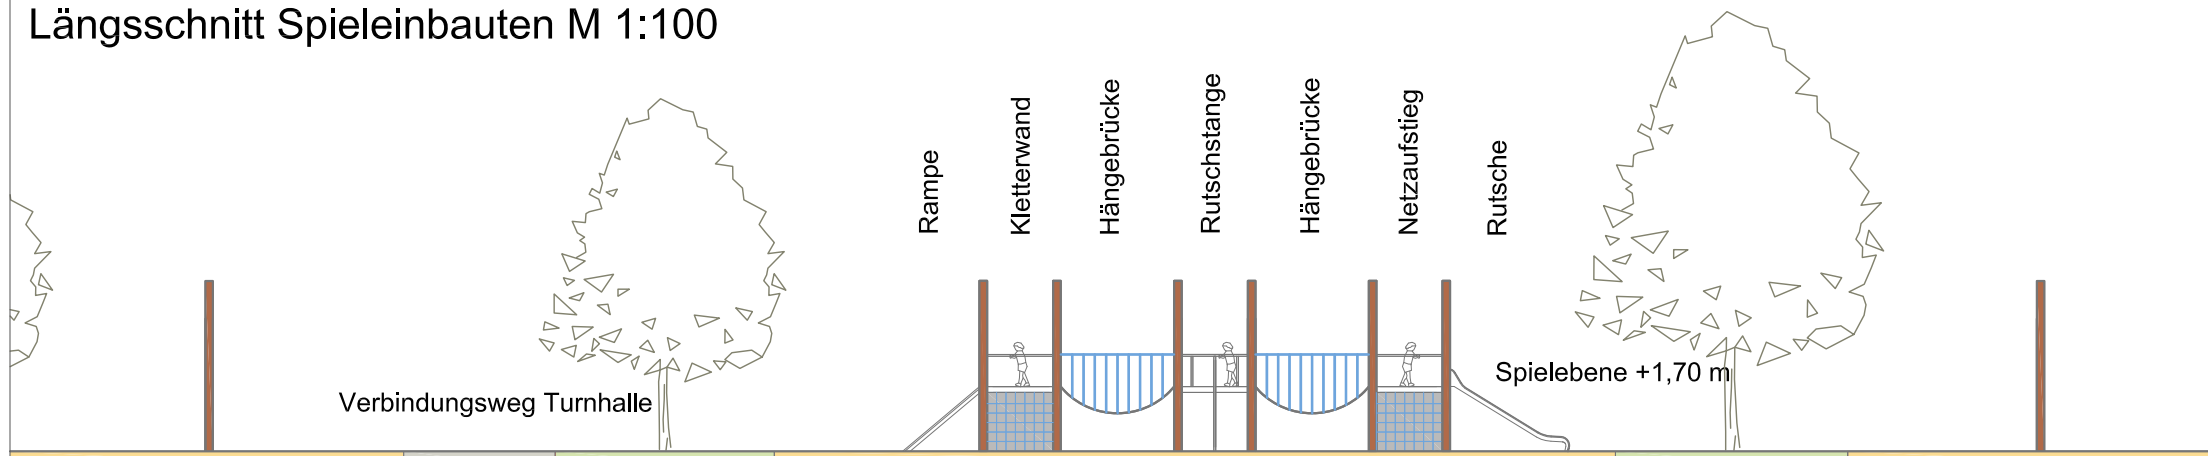 Längsschnitt Spieleinbauten M 1:100
Rampe
Kletterwand
Hängebrücke
Rutschstange
Hängebrücke
Netzaufstieg
Rutsche
Spielebene +1,70 m
Verbindungsweg Turnhalle